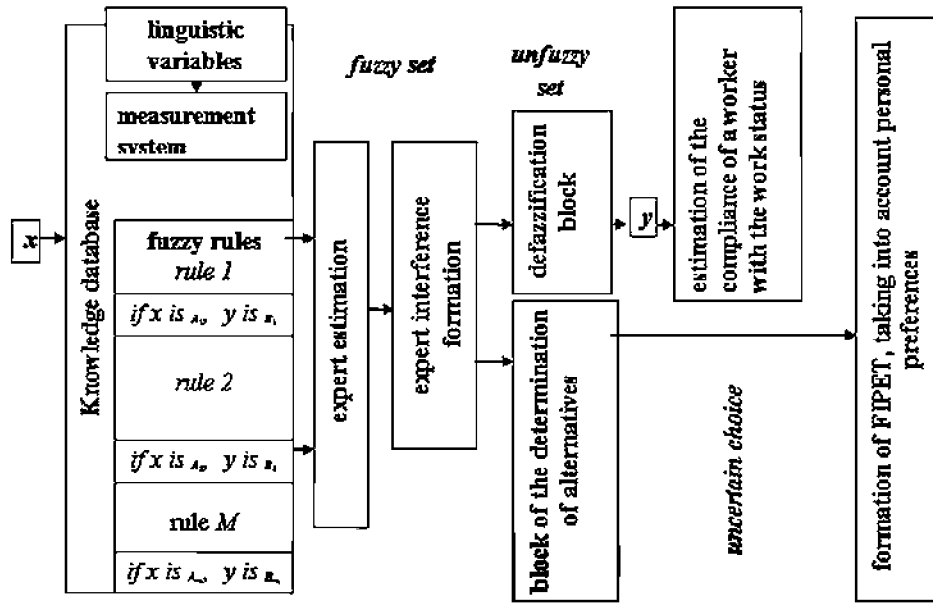 x
Knowledge database
linguistic
variables
measurement
system
fuzzy rules
rule 1
if x is A₁, y is B₁
rule 2
if x is y is
rule M
if x is y is
expert estimation
fuzzy set
expert interference
formation
unfuzzy
set
defazzification
block
block of the determination
of alternatives
y
estimation of the
compliance of a worker
with the work status
uncertain choice
formation of FIPET, taking into account personal
preferences